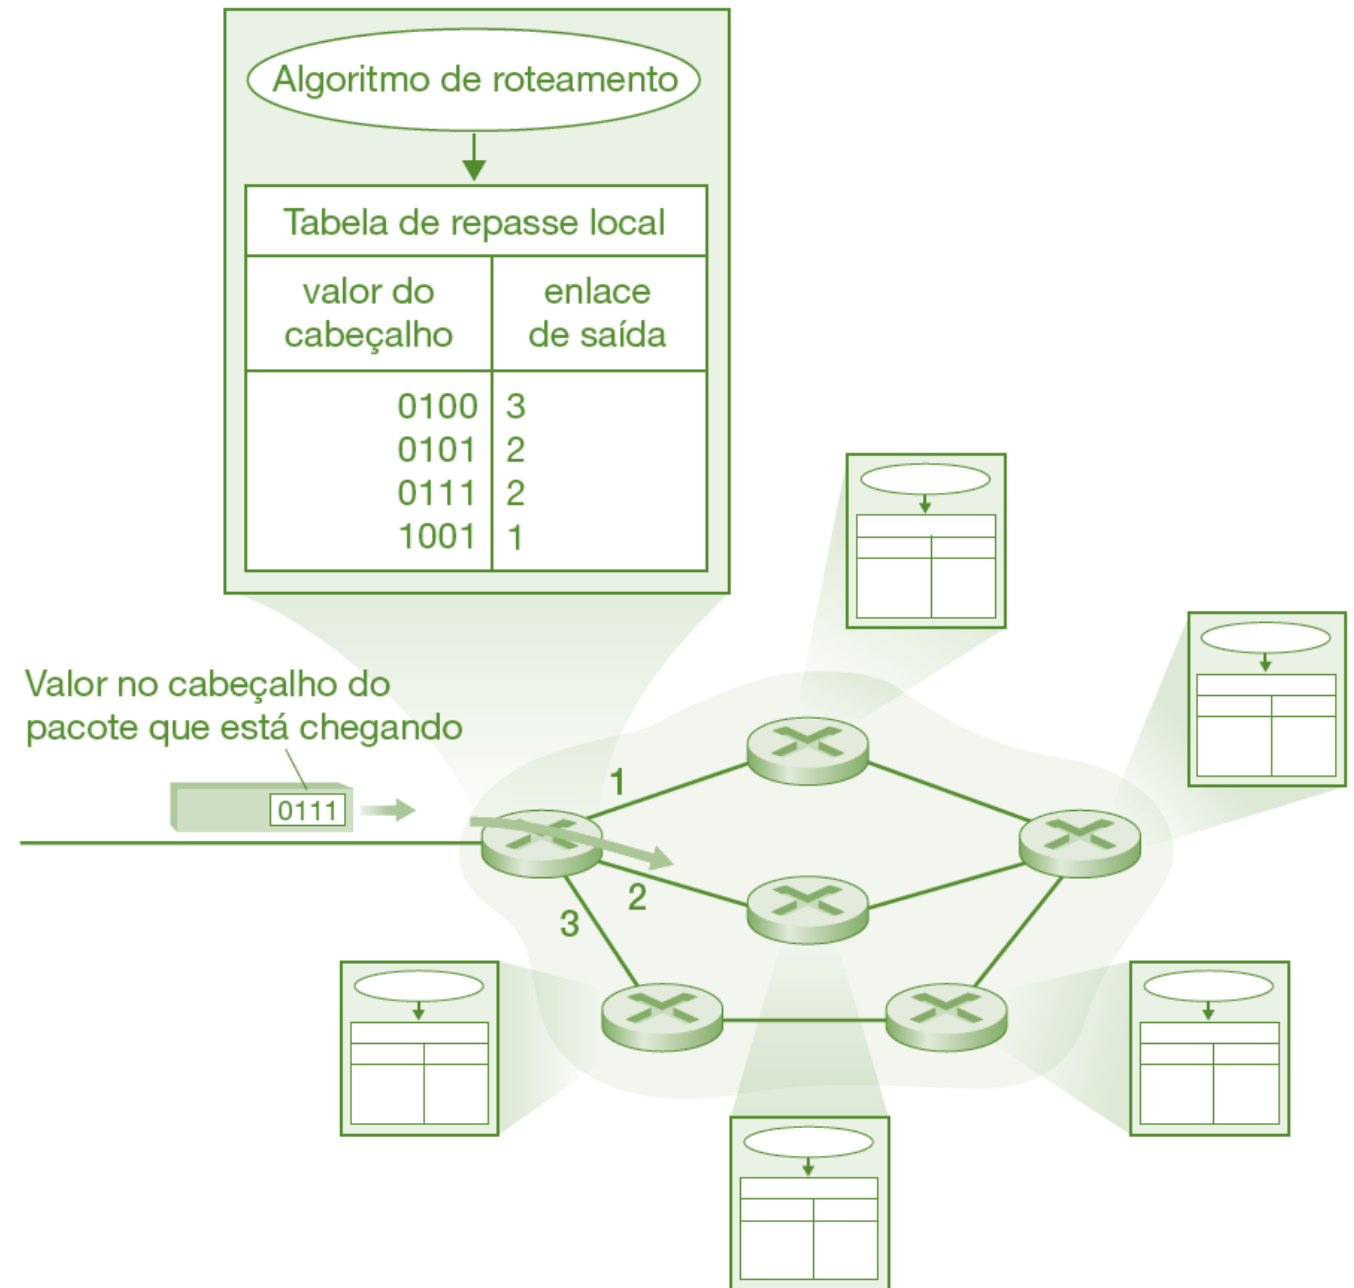 Algoritmo de roteamento
Tabela de repasse local
valor do
cabeçalho
enlace
de saída
0100 3
0101 2
0111 2
1001 1
Valor no cabeçalho do
pacote que está chegando
0111
1
2
3